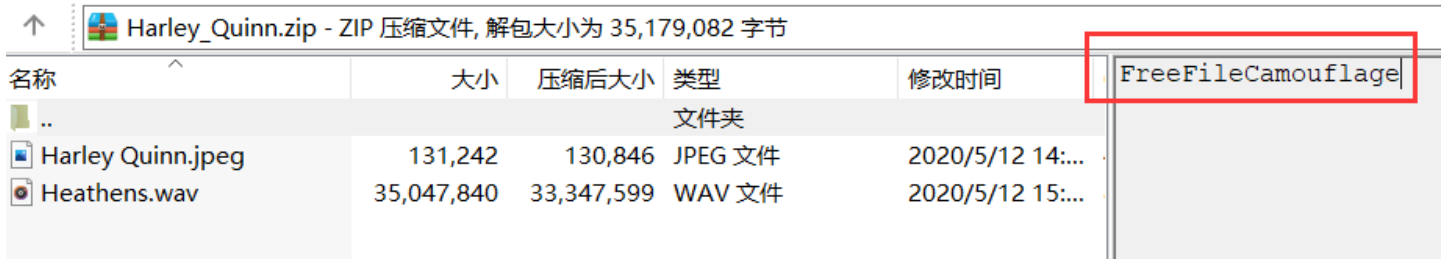 Harley_Quinn.zip - ZIP 压缩文件, 解包大小为 35,179,082 字节
名称 大小 压缩后大小 类型 修改时间 FreeFileCamouflage
.. 文件夹
Harley Quinn.jpeg 131,242 130,846 JPEG 文件 2020/5/12 14:...
Heathens.wav 35,047,840 33,347,599 WAV 文件 2020/5/12 15:...